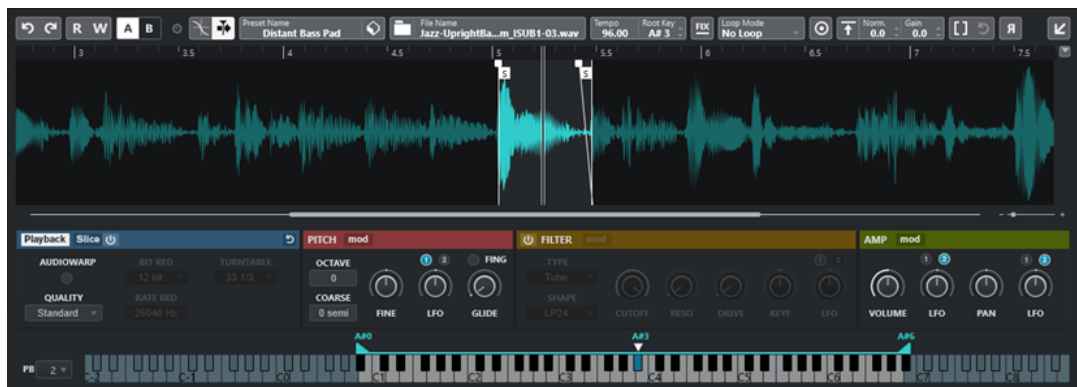 R W A B Preset Name File Name Tempo Root Key FIX Loop Mode Norm. Gain [ ] R
Distant Bass Pad Jazz-UprightBa...m_ISUB1-03.wav 96.00 A# 3 No Loop 0.0 0.0
3 3.5 4 4.5 5 5.5 6 6.5 7 7.5
S S
- +
Playback Slice PITCH mod FILTER mod AMP mod
AUDIOWARP BIT RED TURNTABLE OCTAVE 1 2 FING TYPE 1 2 1 2 1 2
12 bit 33 1/3 0 Tube
QUALITY RATE RED COARSE SHAPE
Standard 26040 Hz 0 semi FINE LFO GLIDE LP24 CUTOFF RESO DRIVE KEYF LFO VOLUME LFO PAN LFO
A#0 A#3 A#6
PB 2
C-2 C-1 C0 C1 C2 C3 C4 C5 C6 C7 C8